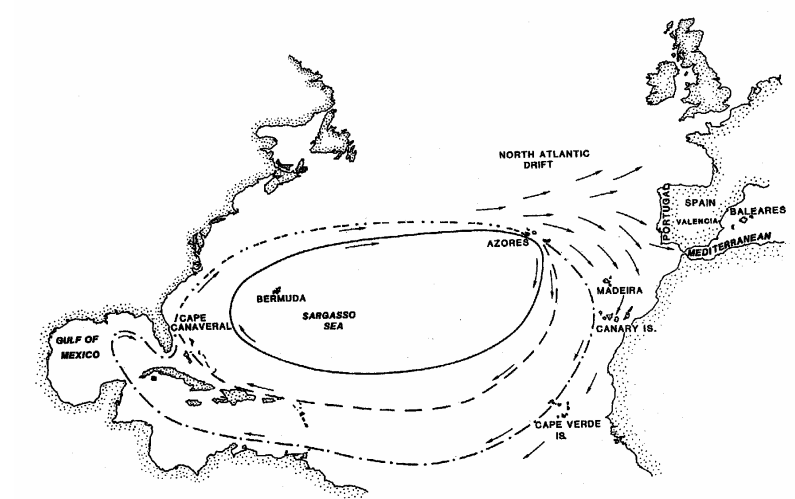 NORTH ATLANTIC
DRIFT
PORTUGAL
SPAIN
VALENCIA
BALEARES
MEDITERRANEAN
AZORES
MADEIRA
CANARY IS.
BERMUDA
SARGASSO
SEA
CAPE
CANAVERAL
GULF OF
MEXICO
CAPE VERDE
IS.